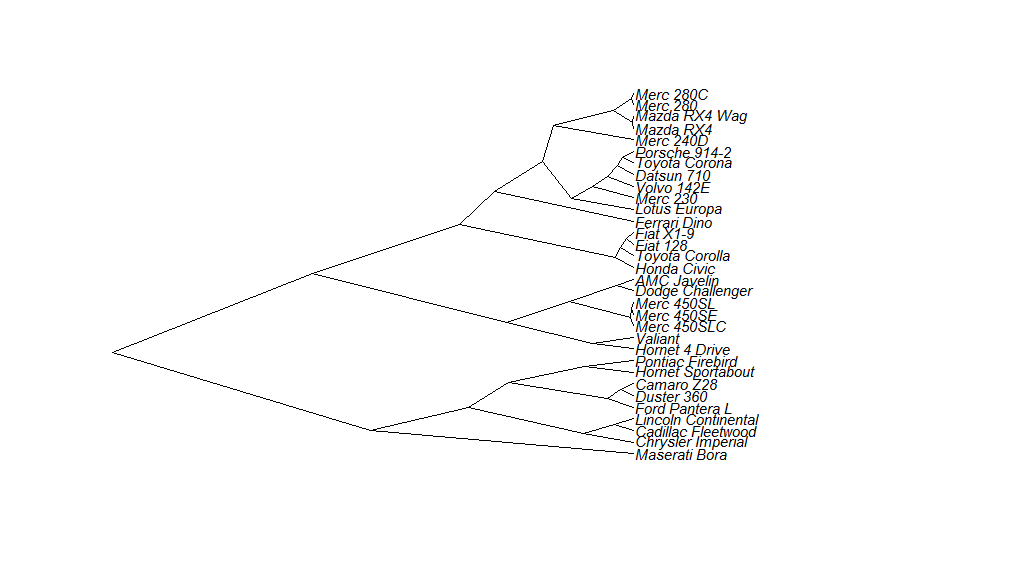 Merc 280C
Merc 280
Mazda RX4 Wag
Mazda RX4
Merc 240D
Porsche 914-2
Toyota Corona
Datsun 710
Volvo 142E
Merc 230
Lotus Europa
Ferrari Dino
Fiat X1-9
Fiat 128
Toyota Corolla
Honda Civic
AMC Javelin
Dodge Challenger
Merc 450SL
Merc 450SE
Merc 450SLC
Valiant
Hornet 4 Drive
Pontiac Firebird
Hornet Sportabout
Camaro Z28
Duster 360
Ford Pantera L
Lincoln Continental
Cadillac Fleetwood
Chrysler Imperial
Maserati Bora